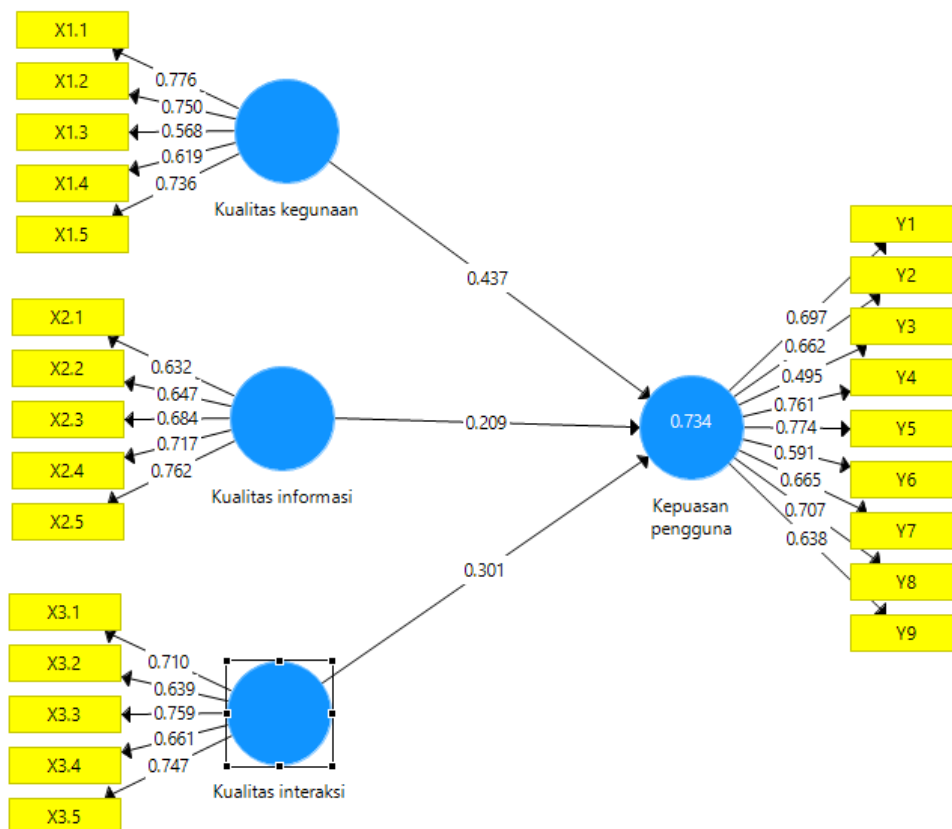 X1.1
X1.2
X1.3
X1.4
X1.5
0.776
0.750
0.568
0.619
0.736
Kualitas kegunaan
0.437
X2.1
X2.2
X2.3
X2.4
X2.5
0.632
0.647
0.684
0.717
0.762
Kualitas informasi
0.209
X3.1
X3.2
X3.3
X3.4
X3.5
0.710
0.639
0.759
0.661
0.747
Kualitas interaksi
0.301
0.734
Kepuasan
pengguna
0.697
0.662
0.495
0.761
0.774
0.591
0.665
0.707
0.638
Y1
Y2
Y3
Y4
Y5
Y6
Y7
Y8
Y9